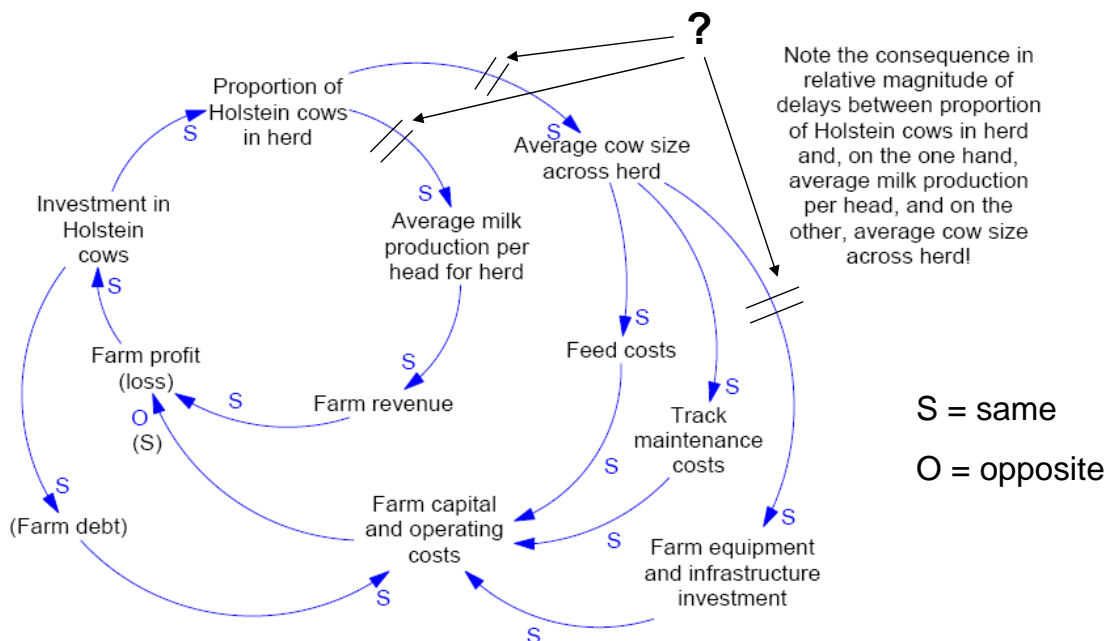 ?
Note the consequence in
relative magnitude of
delays between proportion
of Holstein cows in herd
and, on the one hand,
average milk production
per head, and on the
other, average cow size
across herd!
Proportion of
Holstein cows
in herd
S
S
Average cow size
across herd
S
Investment in
Holstein
cows
Average milk
production per
head for herd
S
S
Feed costs
Farm profit
(loss)
S
S
S
Farm revenue
O
(S)
Track
maintenance
costs
S = same
O = opposite
S
S
(Farm debt)
Farm capital
and operating
costs
S
S
Farm equipment
and infrastructure
investment
S
S